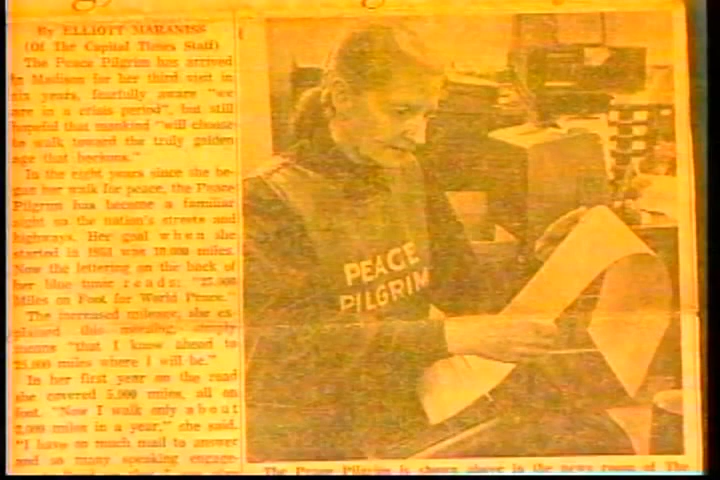 By ELLIOTT MARANISS
(Of The Capital Times Staff)
The Peace Pilgrim has arrived
in Madison for her third visit in
six years, fearfully aware "we
are in a crisis period", but still
hopeful that mankind "will choose
to walk toward the truly golden
age that beckons."
In the eight years since she be-
gan her walk for peace, the Peace
Pilgrim has become a familiar
sight on the nation's streets and
highways. Her goal when she
started in 1953 was 10,000 miles.
Now the lettering on the back of
her blue tunic reads: "25,000
Miles on Foot for World Peace."
The increased mileage, she ex-
plained this morning, simply
means "that I know ahead to
25,000 miles where I will be."
In her first year on the road
she covered 5,000 miles, all on
foot. "Now I walk only about
2,000 miles in a year," she said.
"I have so much mail to answer
and so many speaking engage-
PEACE
PILGRIM
The Peace Pilgrim is shown above in the news room of The